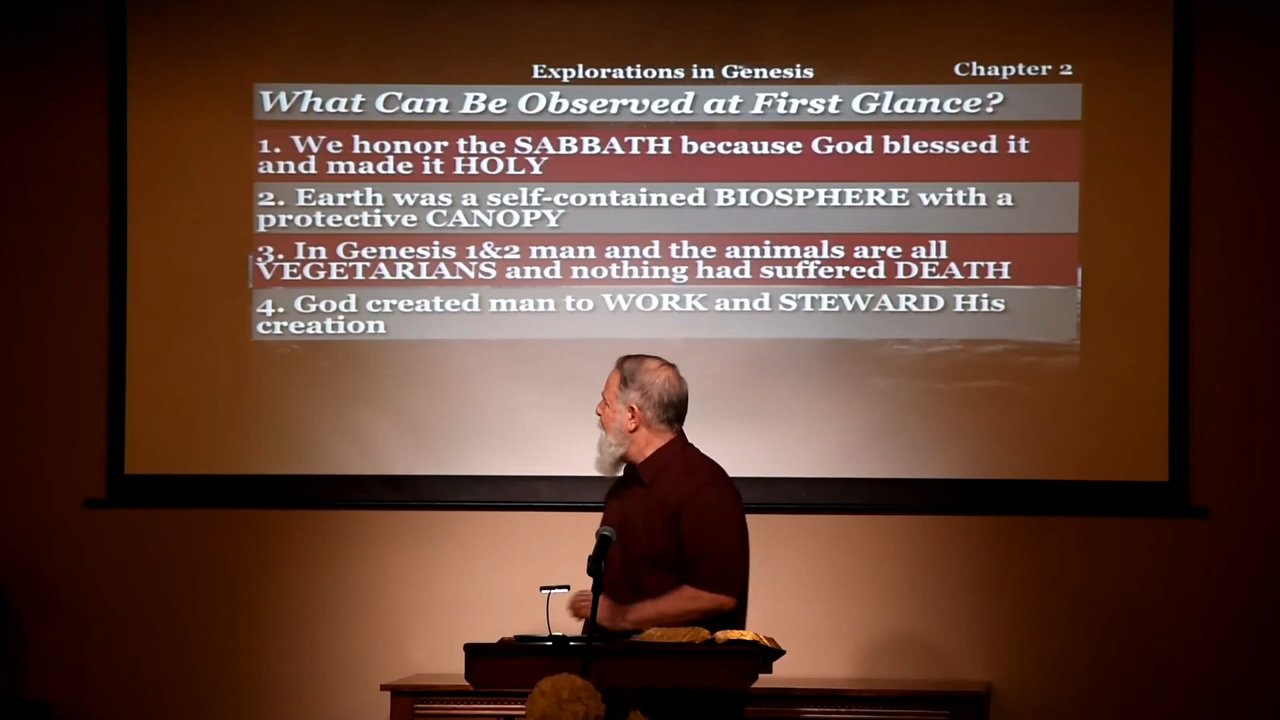 Explorations in Genesis
Chapter 2
What Can Be Observed at First Glance?
1. We honor the SABBATH because God blessed it
and made it HOLY
2. Earth was a self-contained BIOSPHERE with a
protective CANOPY
3. In Genesis 1&2 man and the animals are all
VEGETARIANS and nothing had suffered DEATH
4. God created man to WORK and STEWARD His
creation